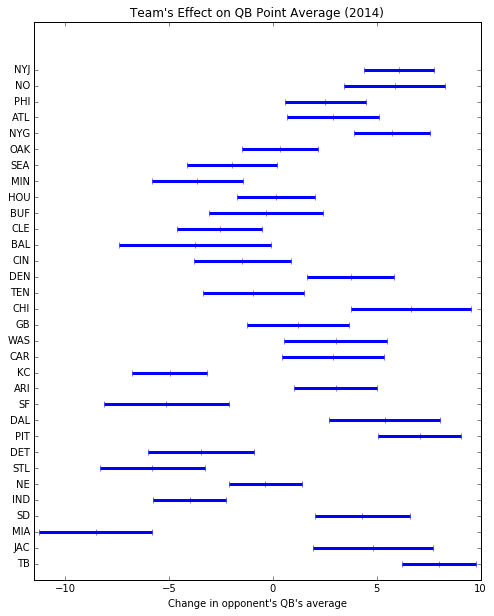 Team's Effect on QB Point Average (2014)
NYJ
NO
PHI
ATL
NYG
OAK
SEA
MIN
HOU
BUF
CLE
BAL
CIN
DEN
TEN
CHI
GB
WAS
CAR
KC
ARI
SF
DAL
PIT
DET
STL
NE
IND
SD
MIA
JAC
TB
−10 −5 0 5 10
Change in opponent's QB's average